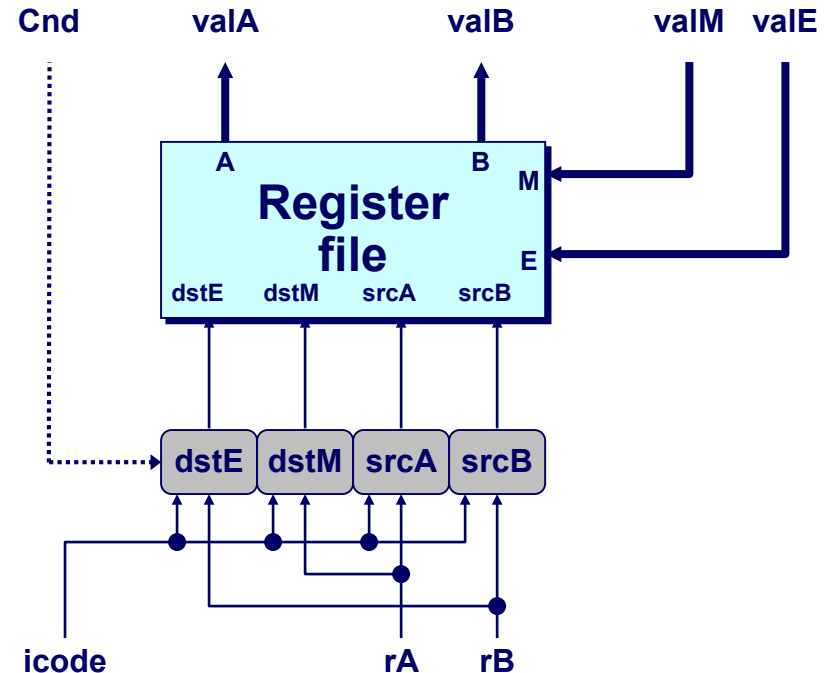 Cnd valA valB valM valE
A B
M
Register
file
E
dstE dstM srcA srcB
dstE dstM srcA srcB
icode rA rB